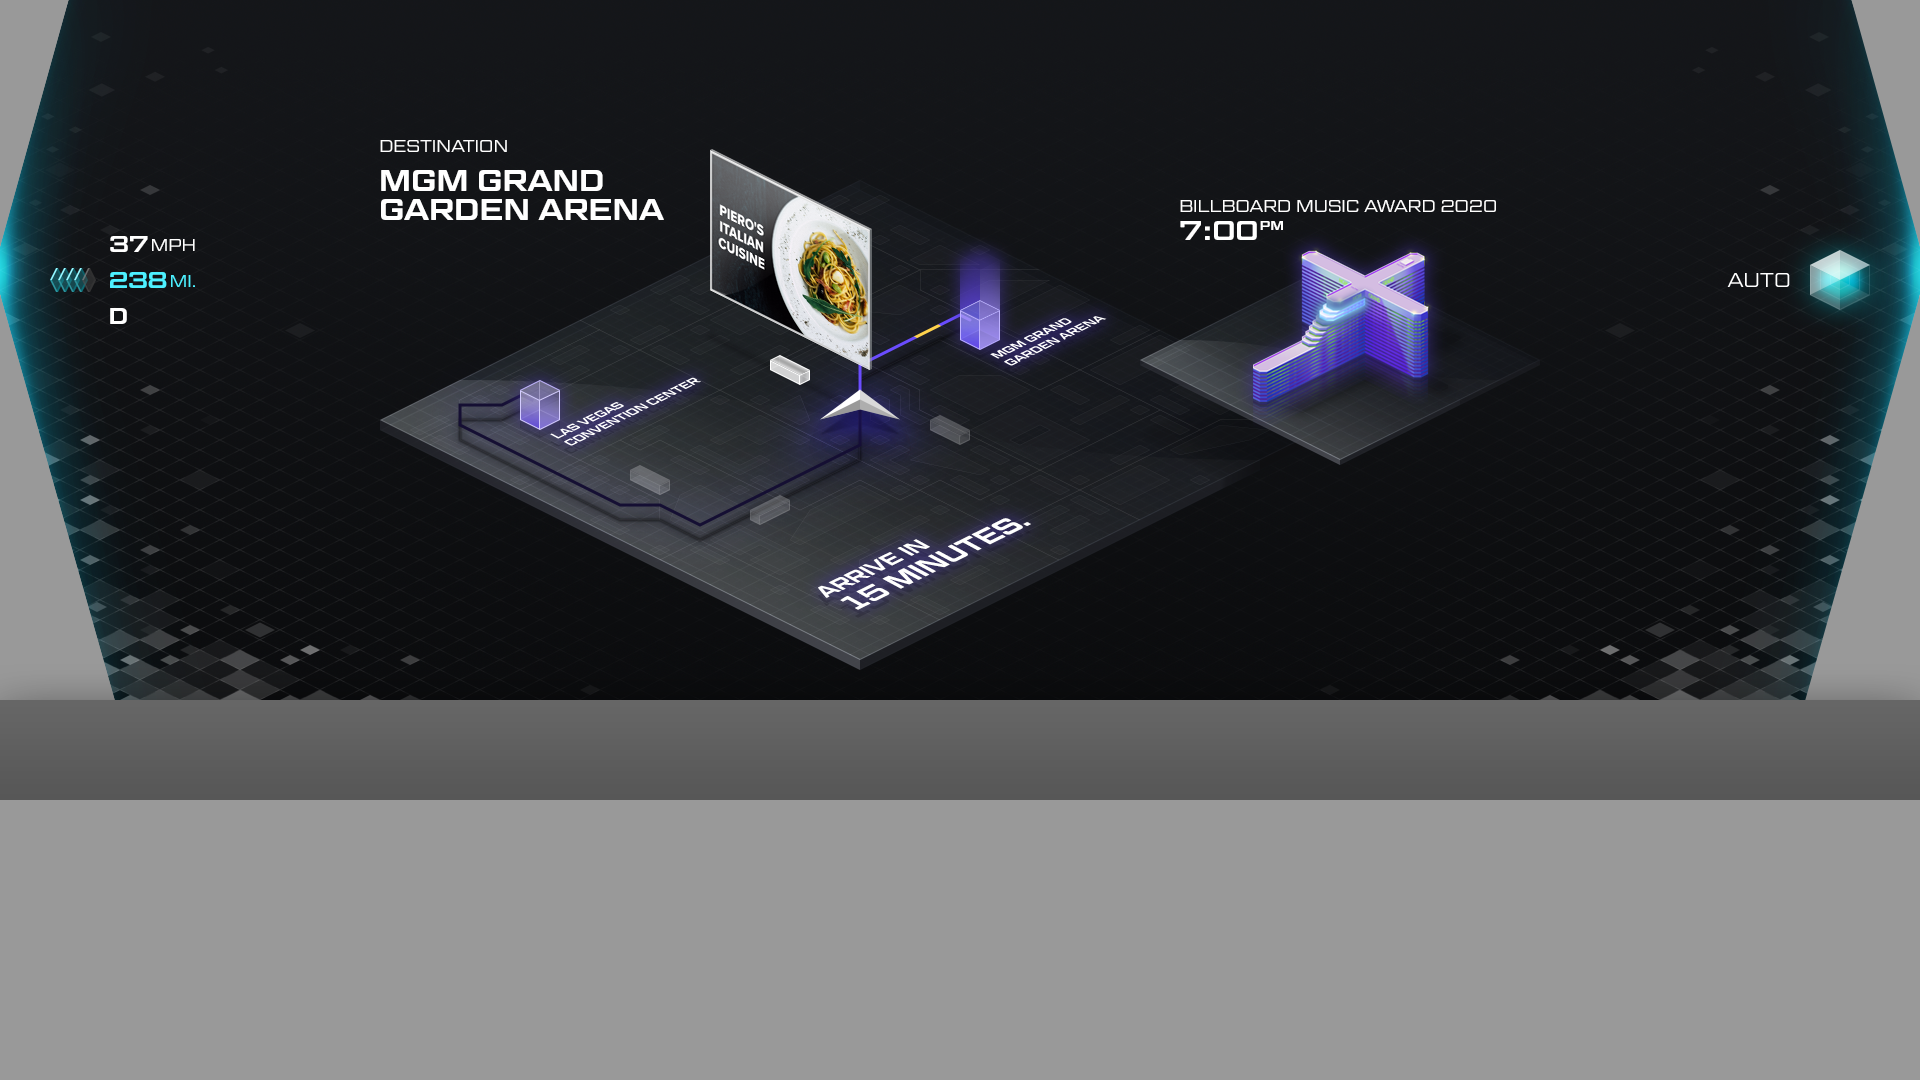 DESTINATION
MGM GRAND
GARDEN ARENA
PIERO'S
ITALIAN
CUISINE
BILLBOARD MUSIC AWARD 2020
7:00PM
37 MPH
238 MI.
D
AUTO
MGM GRAND
GARDEN ARENA
LAS VEGAS
CONVENTION CENTER
ARRIVE IN
15 MINUTES.